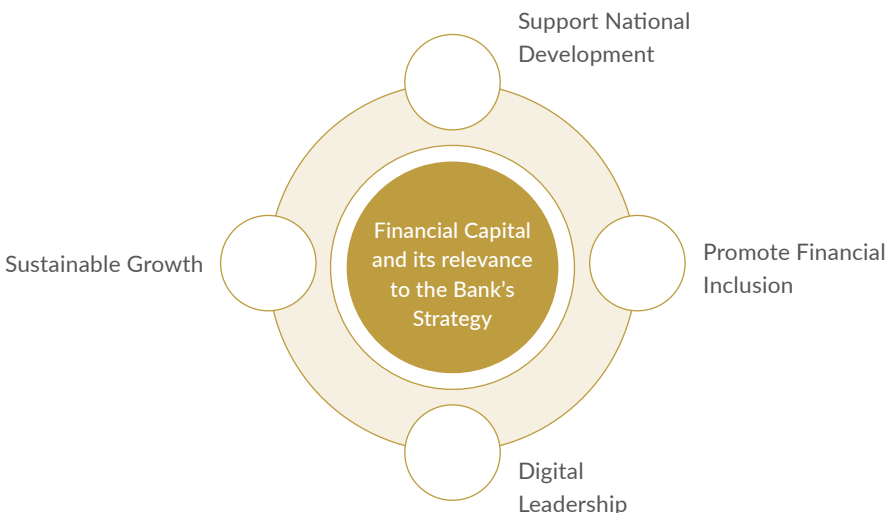 Support National
Development
Financial Capital
and its relevance
to the Bank’s
Strategy
Sustainable Growth
Promote Financial
Inclusion
Digital
Leadership